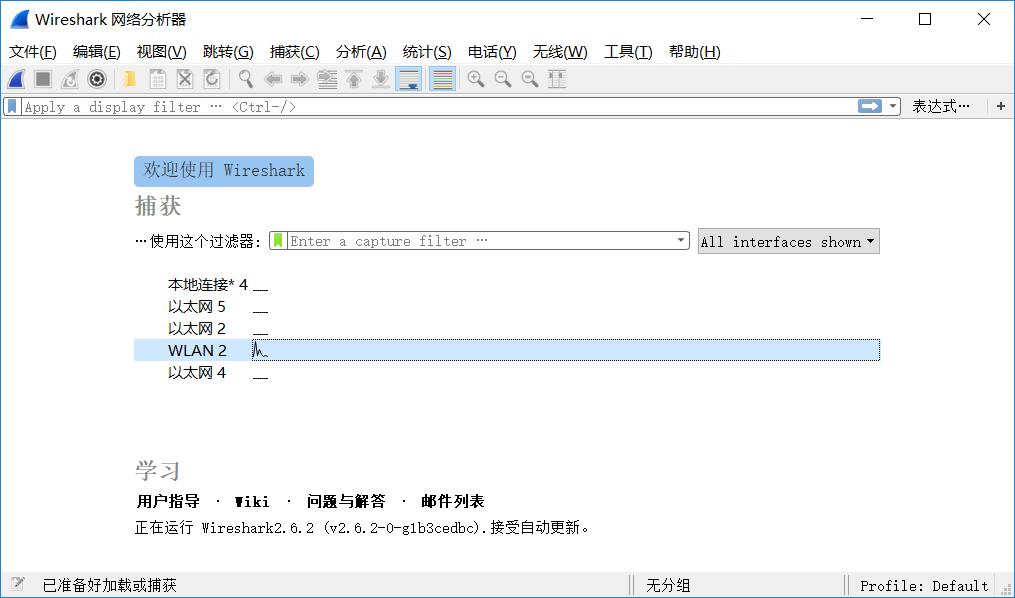 Wireshark 网络分析器
文件(F) 编辑(E) 视图(V) 跳转(G) 捕获(C) 分析(A) 统计(S) 电话(Y) 无线(W) 工具(T) 帮助(H)
Apply a display filter ⋯ <Ctrl-/> 表达式⋯ +
欢迎使用 Wireshark
捕获
⋯使用这个过滤器: Enter a capture filter ⋯ All interfaces shown
本地连接* 4
以太网 5
以太网 2
WLAN 2
以太网 4
学习
用户指导 · Wiki · 问题与解答 · 邮件列表
正在运行 Wireshark2.6.2 (v2.6.2-0-g1b3cedbc).接受自动更新。
已准备好加载或捕获 无分组 Profile: Default